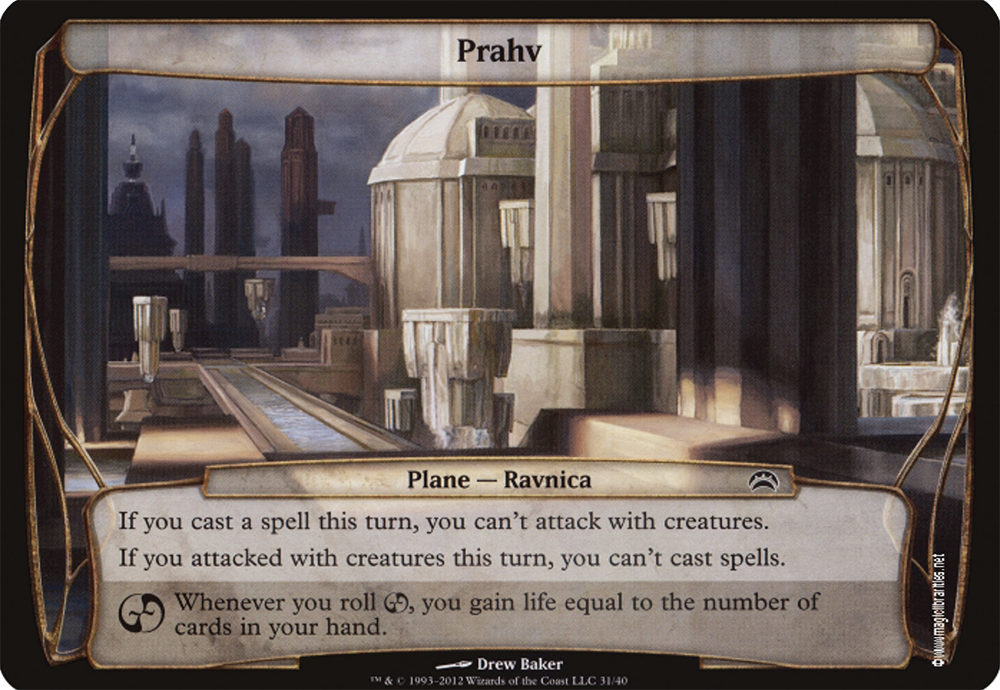 Prahv
Plane — Ravnica
If you cast a spell this turn, you can't attack with creatures.
If you attacked with creatures this turn, you can't cast spells.
Whenever you roll , you gain life equal to the number of
cards in your hand.
Drew Baker
™ & © 1993–2012 Wizards of the Coast LLC 31/40
© www.magiclibrarities.net